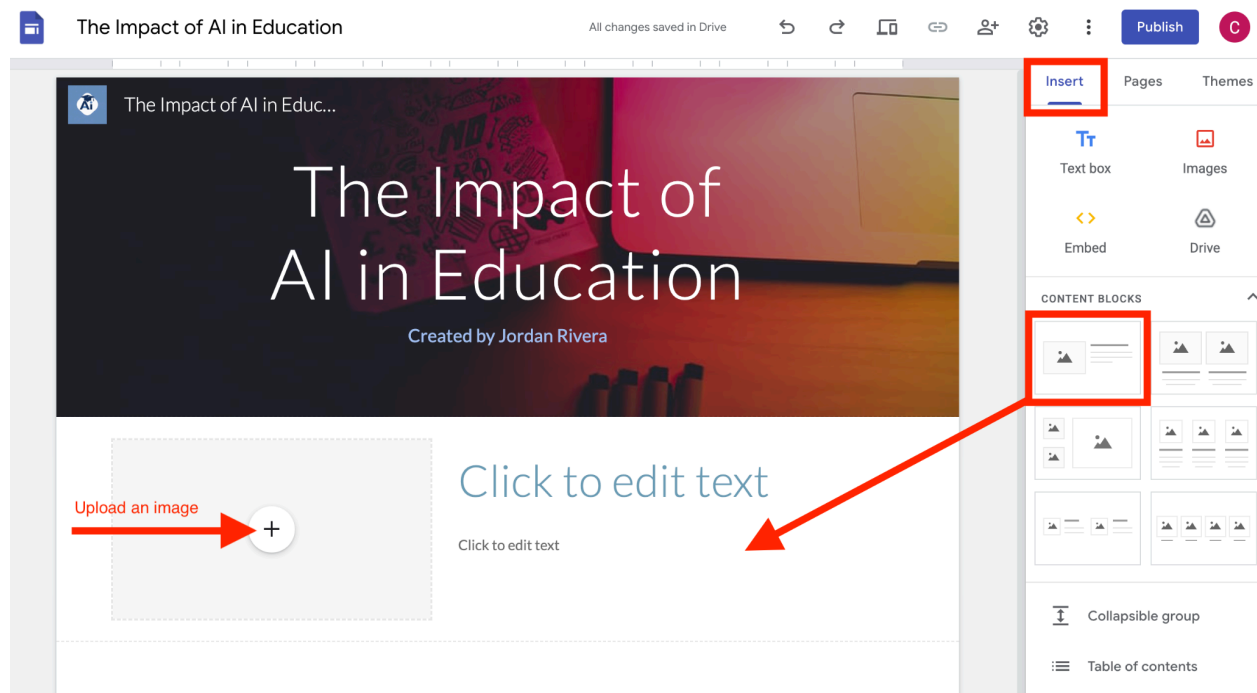 The Impact of AI in Education
All changes saved in Drive
Publish
C
Ai
The Impact of AI in Educ...
The Impact of
AI in Education
Created by Jordan Rivera
Upload an image
Click to edit text
Click to edit text
Insert
Pages
Themes
Text box
Images
Embed
Drive
CONTENT BLOCKS
Collapsible group
Table of contents